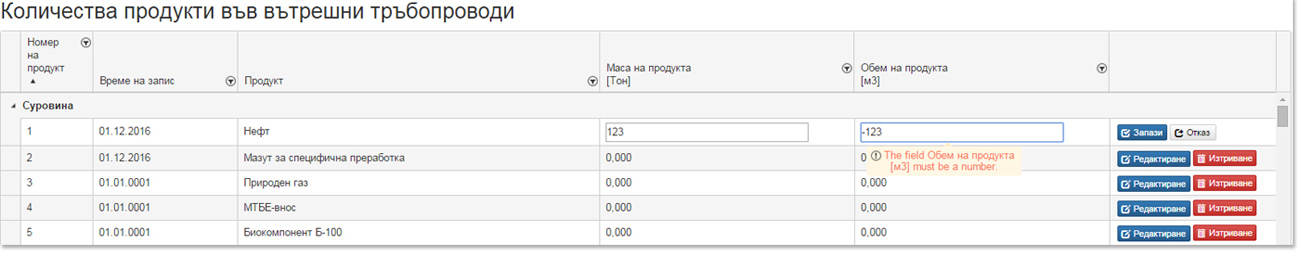 Количества продукти във вътрешни тръбопроводи
Номер на продукт
Време на запис
Продукт
Маса на продукта [Тон]
Обем на продукта [м3]
Суровина
1 01.12.2016 Нефт 123 -123 Запази Отказ
2 01.12.2016 Мазут за специфична преработка 0,000 0 Редактиране Изтриване
The field Обем на продукта
[м3] must be a number.
3 01.01.0001 Природен газ 0,000 0,000 Редактиране Изтриване
4 01.01.0001 МТБЕ-внос 0,000 0,000 Редактиране Изтриване
5 01.01.0001 Биокомпонент Б-100 0,000 0,000 Редактиране Изтриване